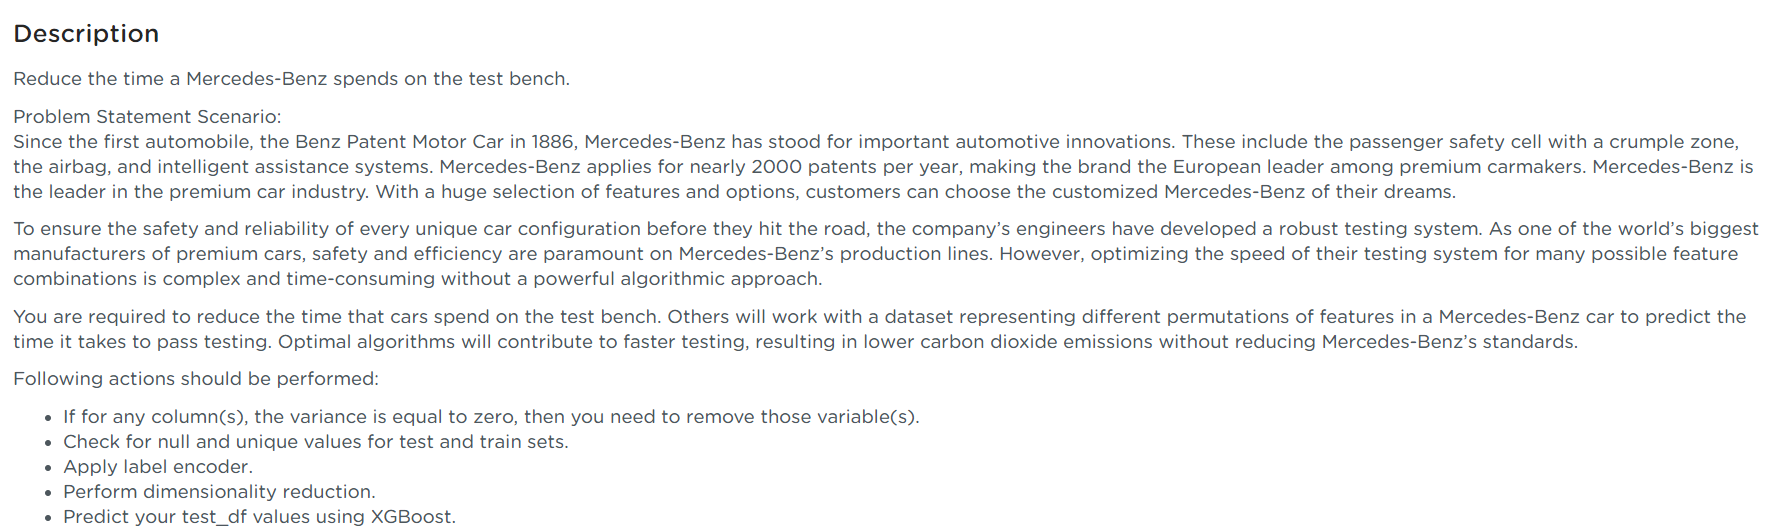 Description
Reduce the time a Mercedes-Benz spends on the test bench.
Problem Statement Scenario:
Since the first automobile, the Benz Patent Motor Car in 1886, Mercedes-Benz has stood for important automotive innovations. These include the passenger safety cell with a crumple zone,
the airbag, and intelligent assistance systems. Mercedes-Benz applies for nearly 2000 patents per year, making the brand the European leader among premium carmakers. Mercedes-Benz is
the leader in the premium car industry. With a huge selection of features and options, customers can choose the customized Mercedes-Benz of their dreams.
To ensure the safety and reliability of every unique car configuration before they hit the road, the company’s engineers have developed a robust testing system. As one of the world’s biggest
manufacturers of premium cars, safety and efficiency are paramount on Mercedes-Benz’s production lines. However, optimizing the speed of their testing system for many possible feature
combinations is complex and time-consuming without a powerful algorithmic approach.
You are required to reduce the time that cars spend on the test bench. Others will work with a dataset representing different permutations of features in a Mercedes-Benz car to predict the
time it takes to pass testing. Optimal algorithms will contribute to faster testing, resulting in lower carbon dioxide emissions without reducing Mercedes-Benz’s standards.
Following actions should be performed:
• If for any column(s), the variance is equal to zero, then you need to remove those variable(s).
• Check for null and unique values for test and train sets.
• Apply label encoder.
• Perform dimensionality reduction.
• Predict your test_df values using XGBoost.